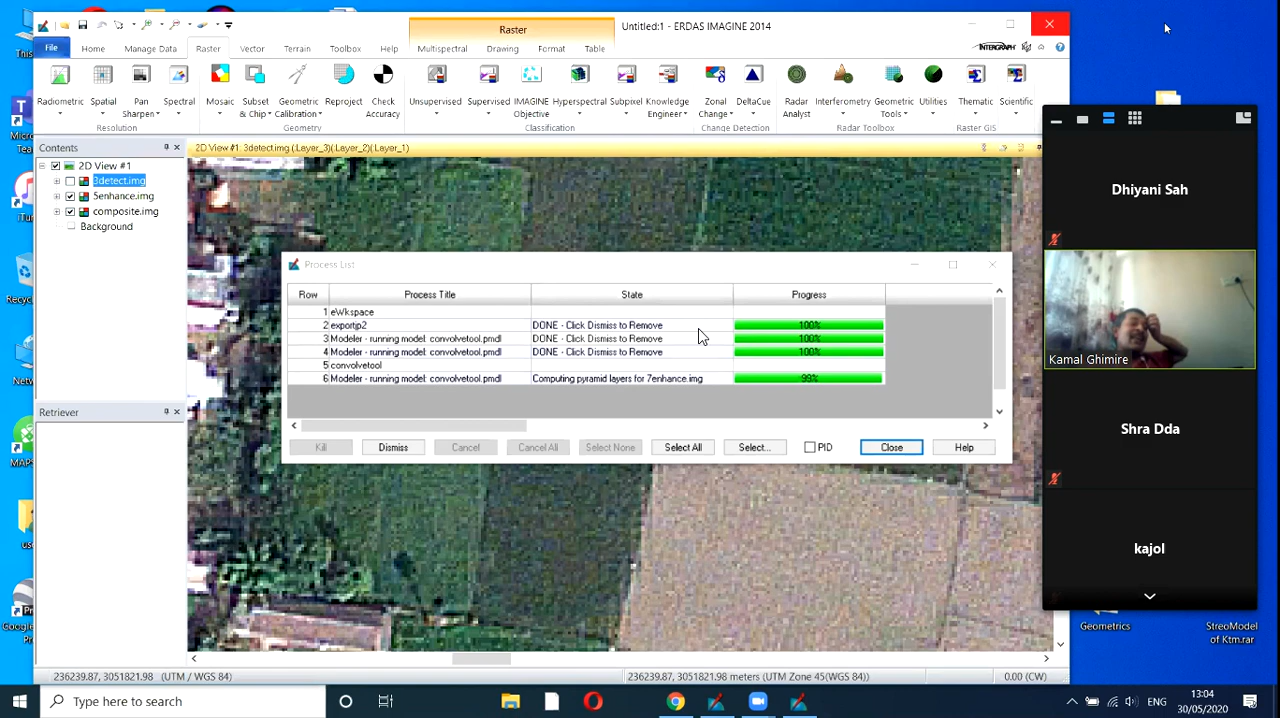 Raster
Untitled:1 - ERDAS IMAGINE 2014
File Home Manage Data Raster Vector Terrain Toolbox Help Multispectral Drawing Format Table
INTERGRAPH
Radiometric Spatial Pan Sharpen Spectral Mosaic Subset & Chip Geometric Calibration Reproject Check Accuracy Unsupervised Supervised IMAGINE Objective Hyperspectral Subpixel Knowledge Engineer Zonal Change DeltaCue Radar Analyst Interferometry Geometric Tools Utilities Thematic Scientific
Resolution Geometry Classification Change Detection Radar Toolbox Raster GIS
Contents
2D View #1: 3detect.img (:Layer_3)(:Layer_2)(:Layer_1)
2D View #1
3detect.img
5enhance.img
composite.img
Background
Retriever
Process List
Row Process Title State Progress
1 eWkspace
2 exportjp2 DONE - Click Dismiss to Remove 100%
3 Modeler - running model: convolvetool.pmdl DONE - Click Dismiss to Remove 100%
4 Modeler - running model: convolvetool.pmdl DONE - Click Dismiss to Remove 100%
5 convolvetool
6 Modeler - running model: convolvetool.pmdl Computing pyramid layers for 7enhance.img 99%
Kill Dismiss Cancel Cancel All Select None Select All Select... PID Close Help
Dhiyani Sah
Kamal Ghimire
Shra Dda
kajol
Geometrics
StreoModel
of Ktm.rar
236239.87, 3051821.98 (UTM / WGS 84)
236239.87, 3051821.98 meters (UTM Zone 45(WGS 84))
0.00 (CW)
Type here to search
ENG
13:04
30/05/2020